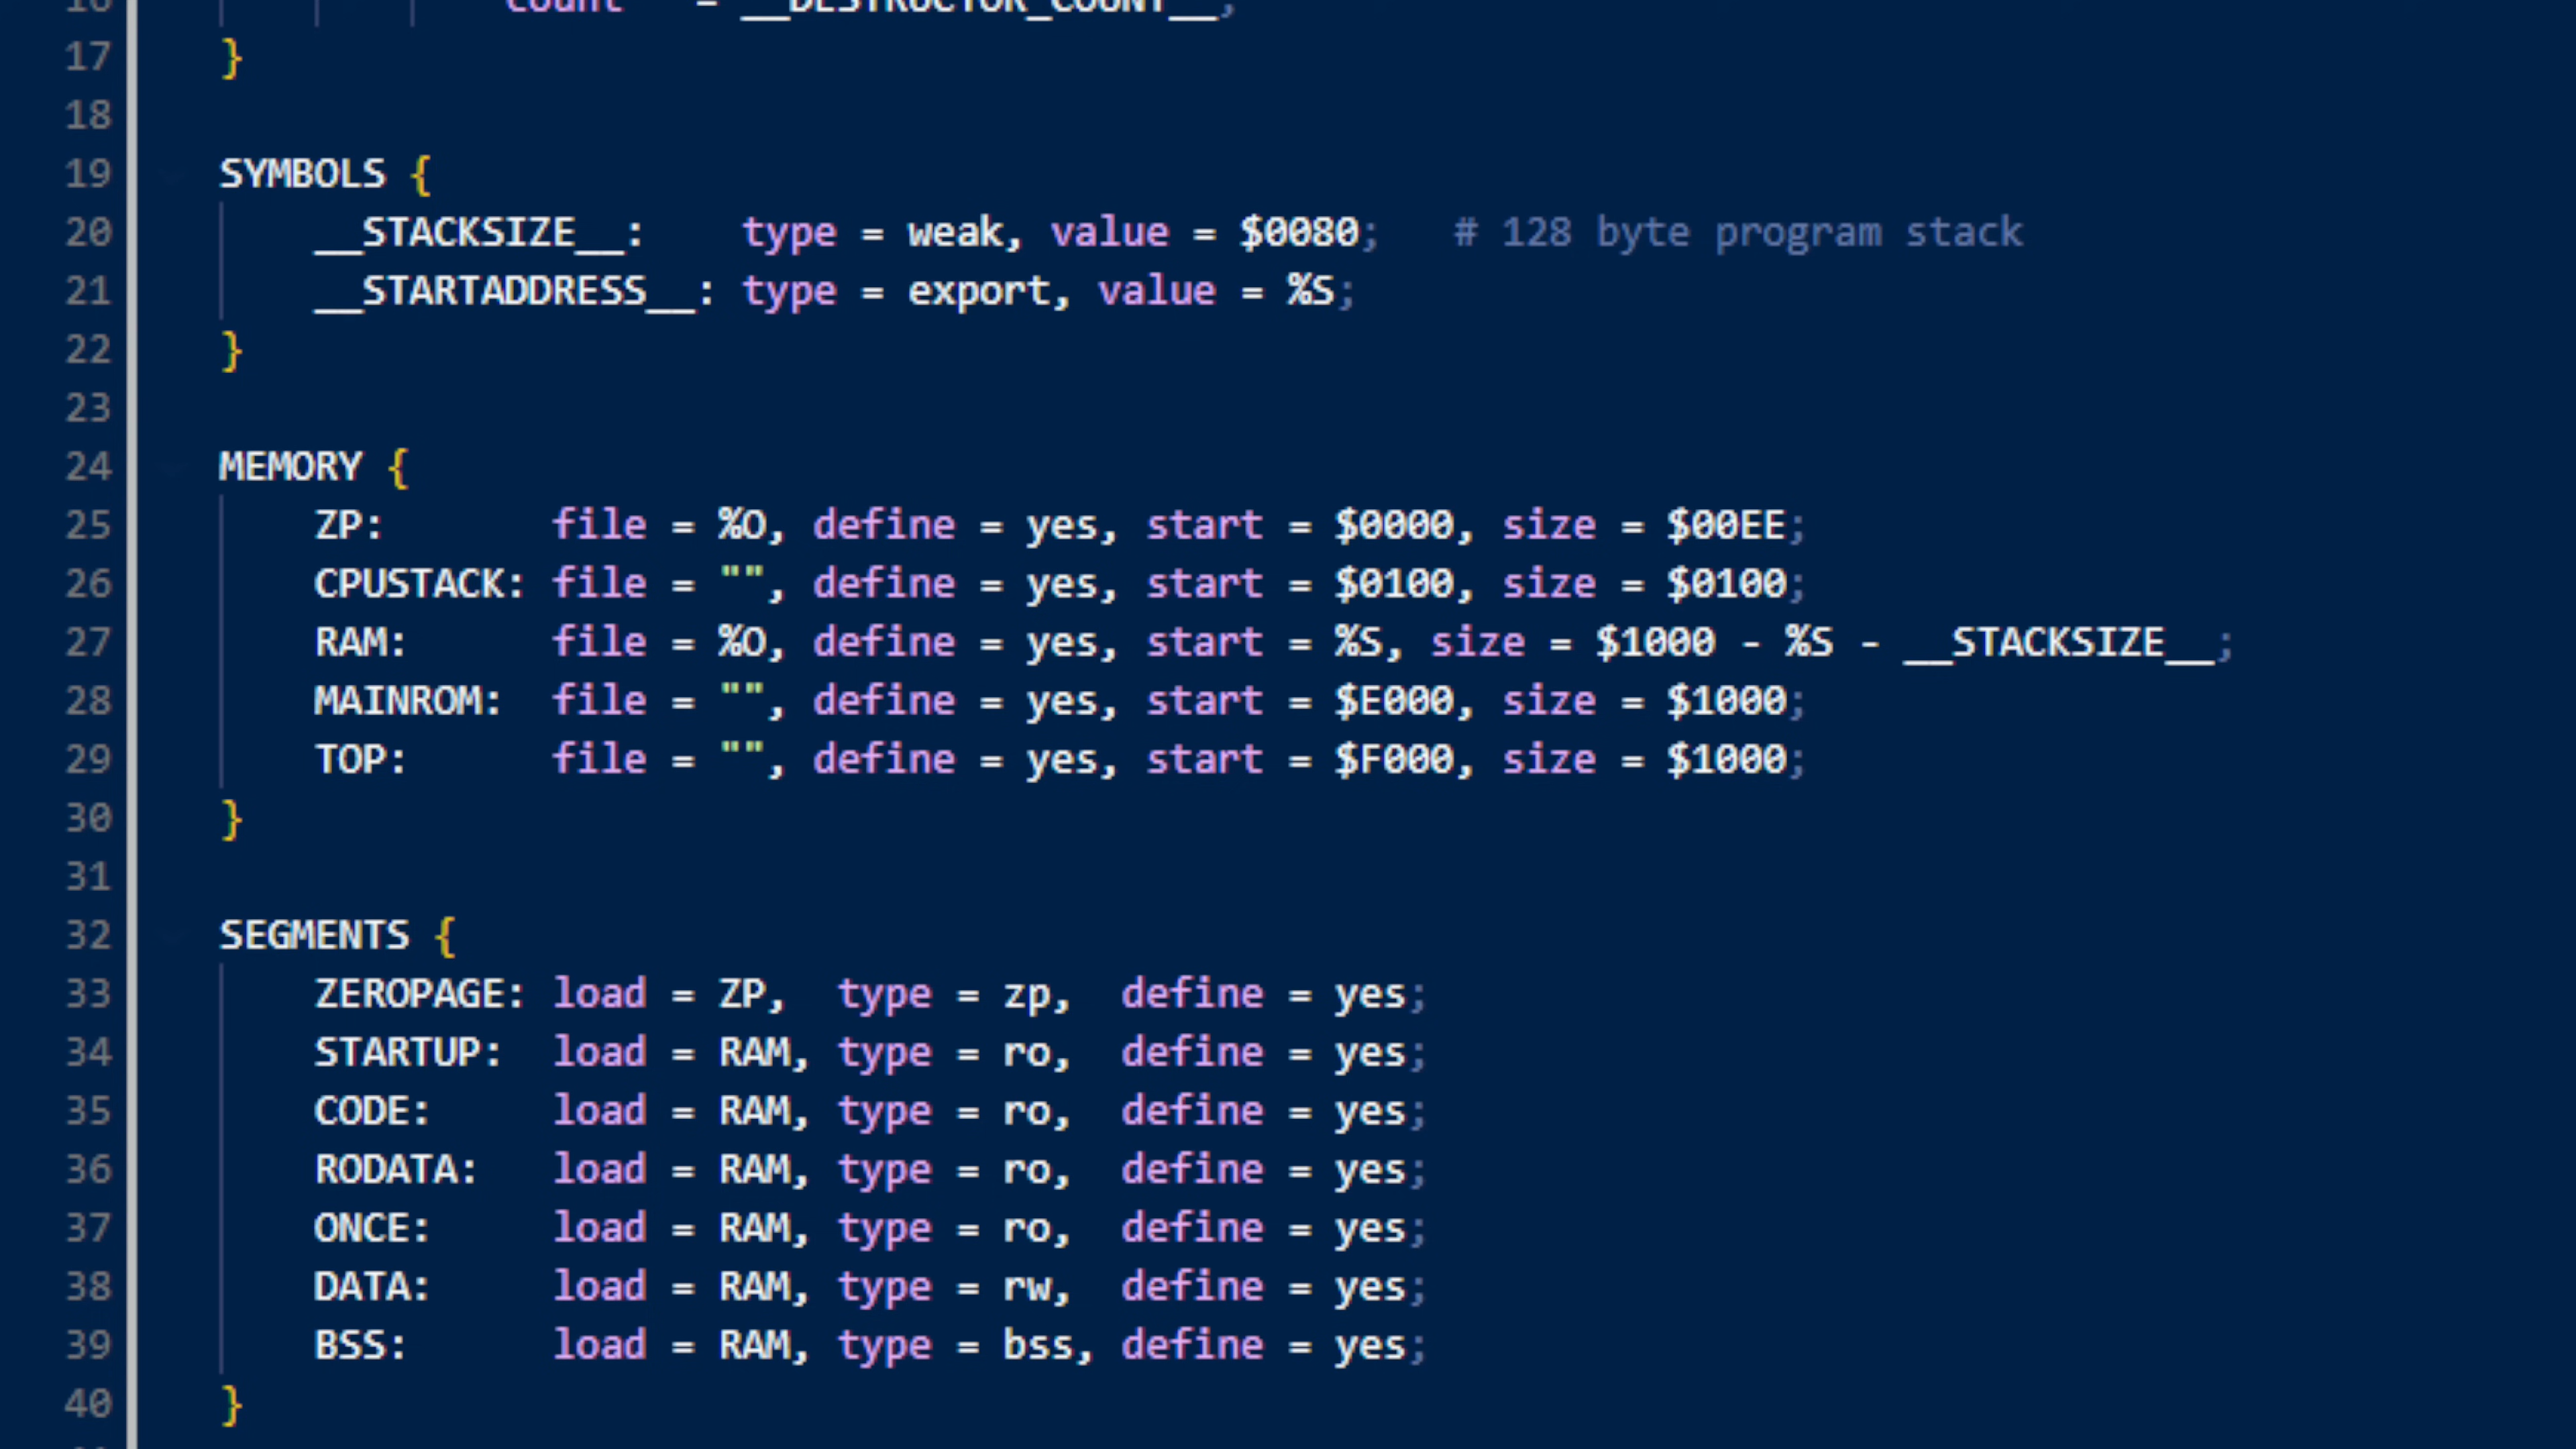 16             count   = __DESTRUCTOR_COUNT__;
17 }
18
19 SYMBOLS {
20     __STACKSIZE__:    type = weak, value = $0080;   # 128 byte program stack
21     __STARTADDRESS__: type = export, value = %S;
22 }
23
24 MEMORY {
25     ZP:       file = %O, define = yes, start = $0000, size = $00EE;
26     CPUSTACK: file = "", define = yes, start = $0100, size = $0100;
27     RAM:      file = %O, define = yes, start = %S, size = $1000 - %S - __STACKSIZE__;
28     MAINROM:  file = "", define = yes, start = $E000, size = $1000;
29     TOP:      file = "", define = yes, start = $F000, size = $1000;
30 }
31
32 SEGMENTS {
33     ZEROPAGE: load = ZP,  type = zp,  define = yes;
34     STARTUP:  load = RAM, type = ro,  define = yes;
35     CODE:     load = RAM, type = ro,  define = yes;
36     RODATA:   load = RAM, type = ro,  define = yes;
37     ONCE:     load = RAM, type = ro,  define = yes;
38     DATA:     load = RAM, type = rw,  define = yes;
39     BSS:      load = RAM, type = bss, define = yes;
40 }